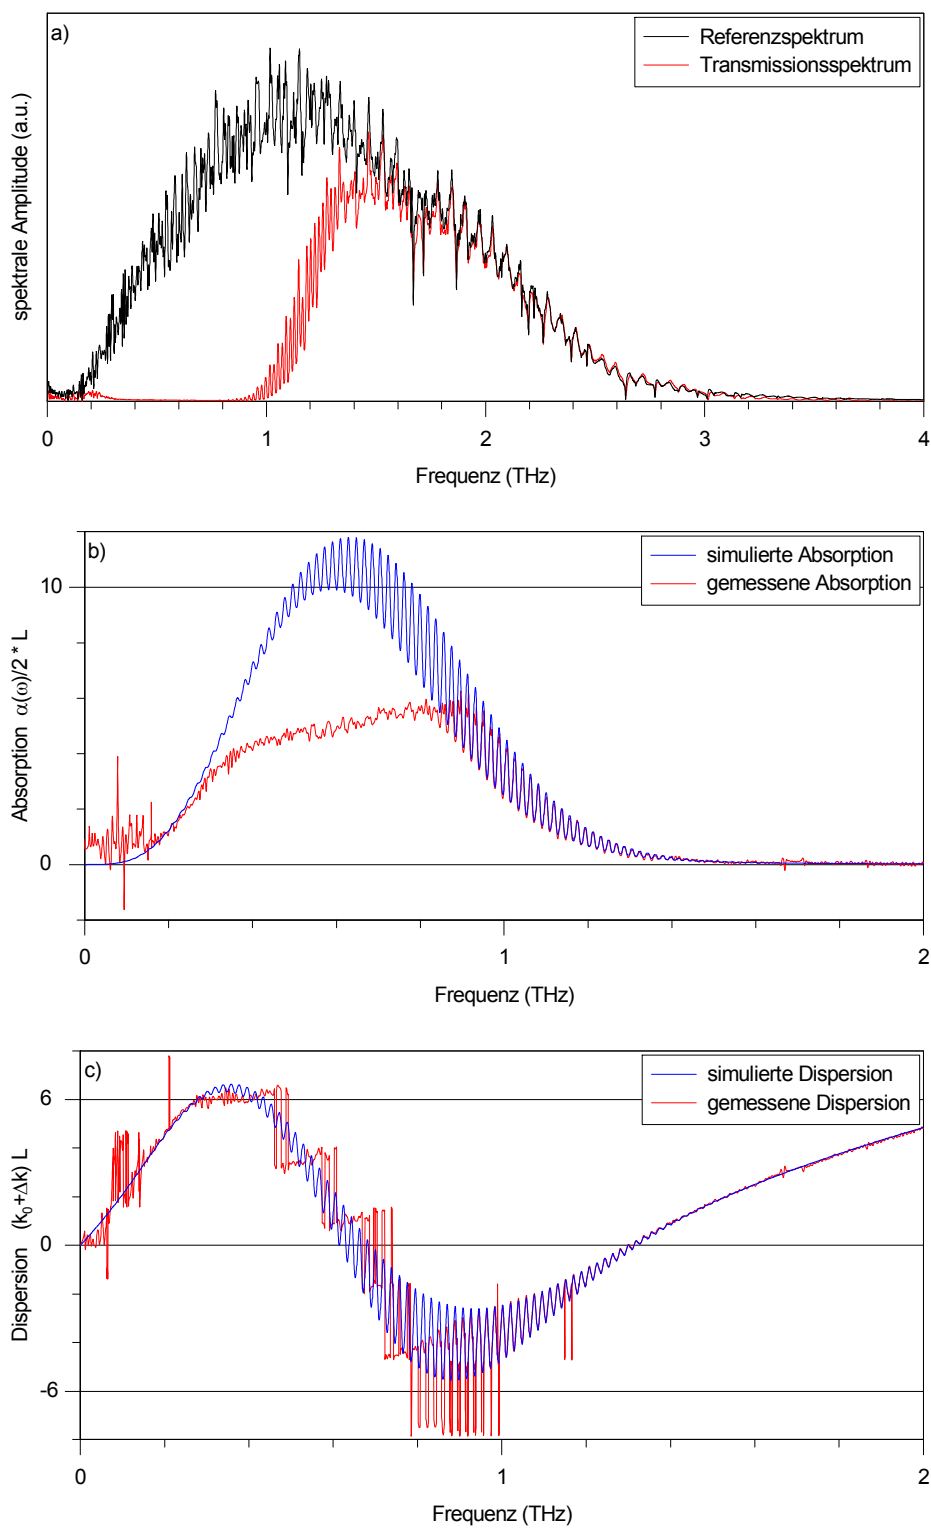 a)
Referenzspektrum
Transmissionsspektrum
spektrale Amplitude (a.u.)
0 1 2 3 4
Frequenz (THz)
b)
simulierte Absorption
gemessene Absorption
10
0
Absorption α(ω)/2 * L
0 1 2
Frequenz (THz)
c)
simulierte Dispersion
gemessene Dispersion
6
0
-6
Dispersion (k₀+Δk) L
0 1 2
Frequenz (THz)